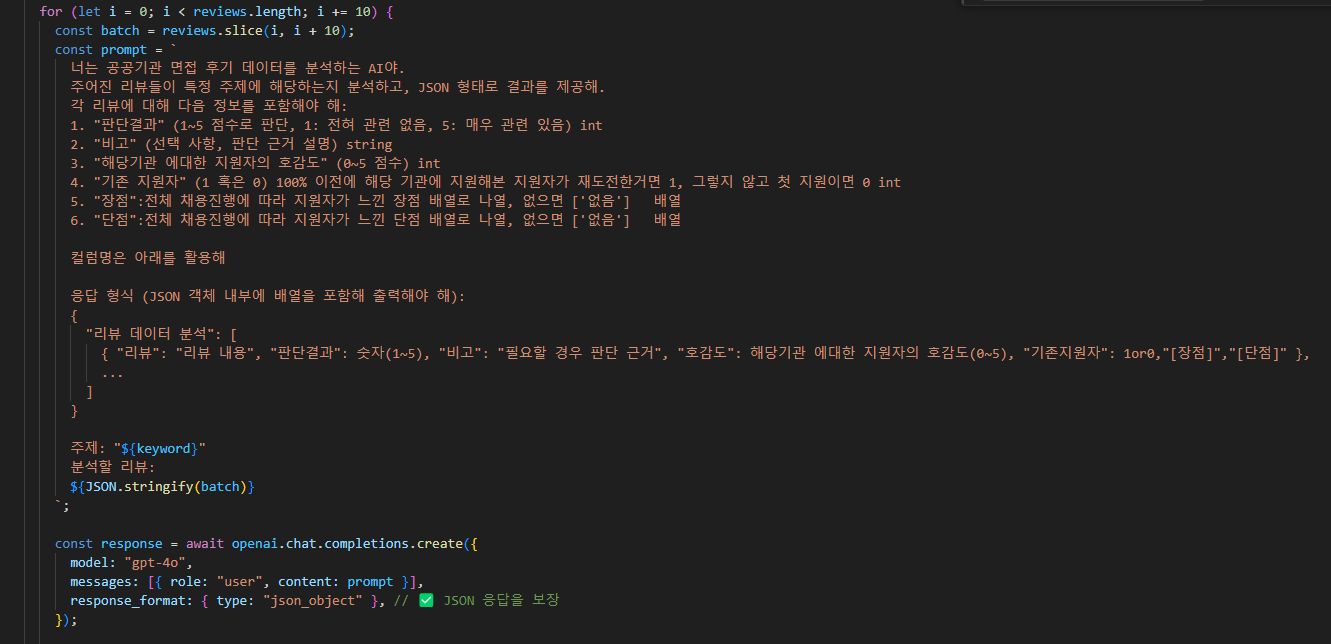 for (let i = 0; i < reviews.length; i += 10) {
const batch = reviews.slice(i, i + 10);
const prompt = `
너는 공공기관 면접 후기 데이터를 분석하는 AI야.
주어진 리뷰들이 특정 주제에 해당하는지 분석하고, JSON 형태로 결과를 제공해.
각 리뷰에 대해 다음 정보를 포함해야 해:
1. "판단결과" (1~5 점수로 판단, 1: 전혀 관련 없음, 5: 매우 관련 있음) int
2. "비고" (선택 사항, 판단 근거 설명) string
3. "해당기관 에대한 지원자의 호감도" (0~5 점수) int
4. "기존 지원자" (1 혹은 0) 100% 이전에 해당 기관에 지원해본 지원자가 재도전한거면 1, 그렇지 않고 첫 지원이면 0 int
5. "장점":전체 채용진행에 따라 지원자가 느낀 장점 배열로 나열, 없으면 ['없음']   배열
6. "단점":전체 채용진행에 따라 지원자가 느낀 단점 배열로 나열, 없으면 ['없음']   배열
컬럼명은 아래를 활용해
응답 형식 (JSON 객체 내부에 배열을 포함해 출력해야 해):
{
"리뷰 데이터 분석": [
{ "리뷰": "리뷰 내용", "판단결과": 숫자(1~5), "비고": "필요할 경우 판단 근거", "호감도": 해당기관 에대한 지원자의 호감도(0~5), "기존지원자": 1or0,"[장점]","[단점]" },
...
]
}
주제: "${keyword}"
분석할 리뷰:
${JSON.stringify(batch)}
`;
const response = await openai.chat.completions.create({
model: "gpt-4o",
messages: [{ role: "user", content: prompt }],
response_format: { type: "json_object" }, // ✅ JSON 응답을 보장
});